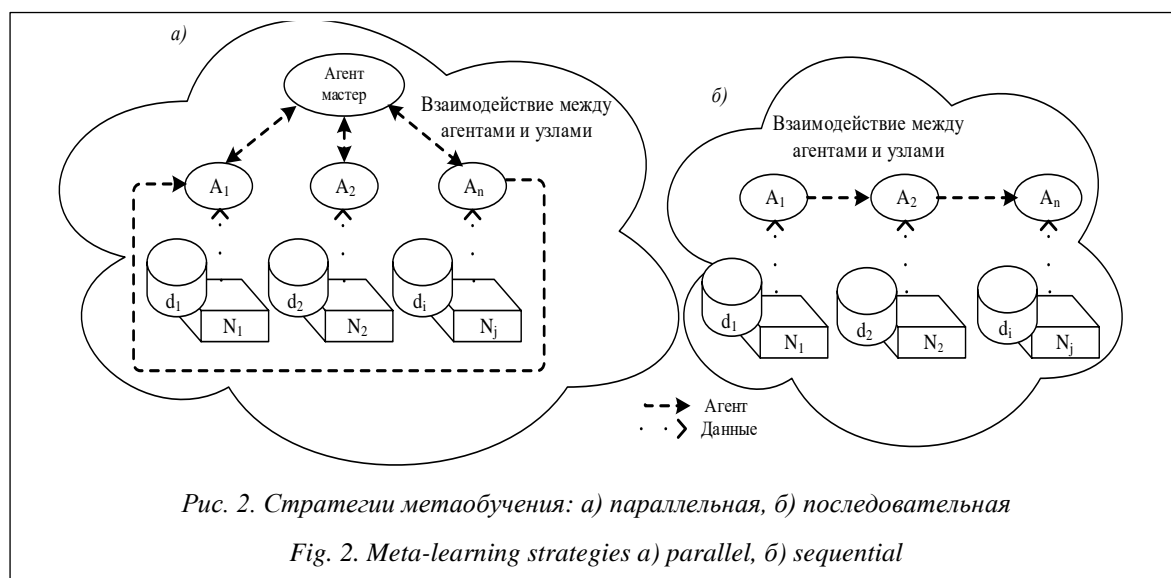 а)
Агент
мастер
Взаимодействие между
агентами и узлами
A1 A2 An
d1 d2 di
N1 N2 Nj
б)
Взаимодействие между
агентами и узлами
A1 A2 An
d1 d2 di
N1 N2 Nj
Агент
Данные
Рис. 2. Стратегии метаобучения: а) параллельная, б) последовательная
Fig. 2. Meta-learning strategies a) parallel, б) sequential